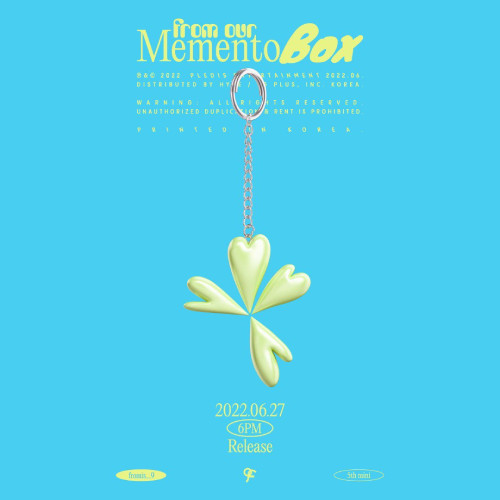 from our
Memento Box
℗&© 2022 PLEDIS ENTERTAINMENT 2022.06
DISTRIBUTED BY PLUS, INC. KOREA
WARNING. ALL RIGHTS RESERVED.
UNAUTHORIZED DUPLICATION & RENT IS PROHIBITED
PRINTED IN KOREA
2022.06.27
6PM
Release
fromis_9
5th mini